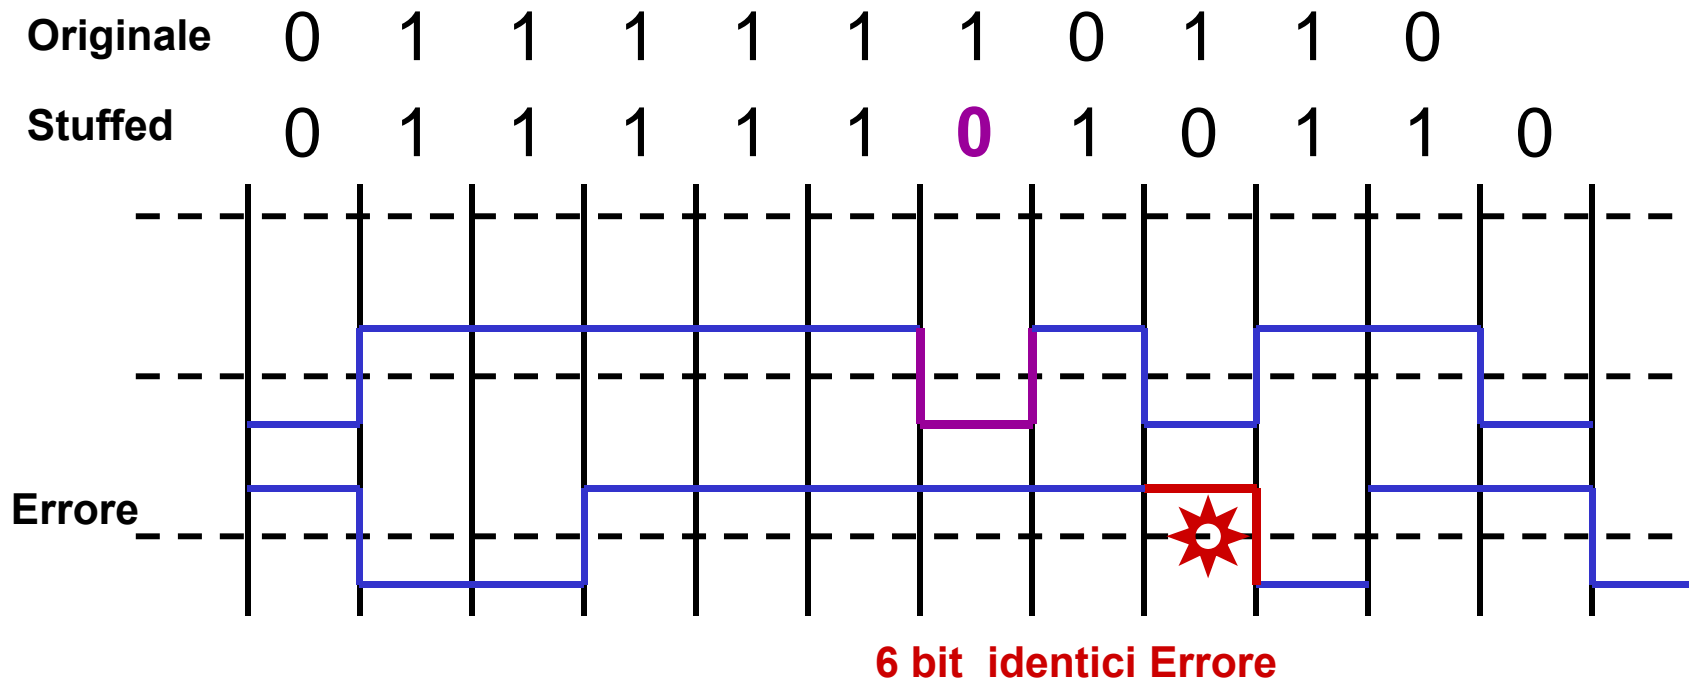 Originale 0 1 1 1 1 1 1 0 1 1 0
Stuffed 0 1 1 1 1 1 0 1 0 1 1 0
Errore
6 bit identici Errore